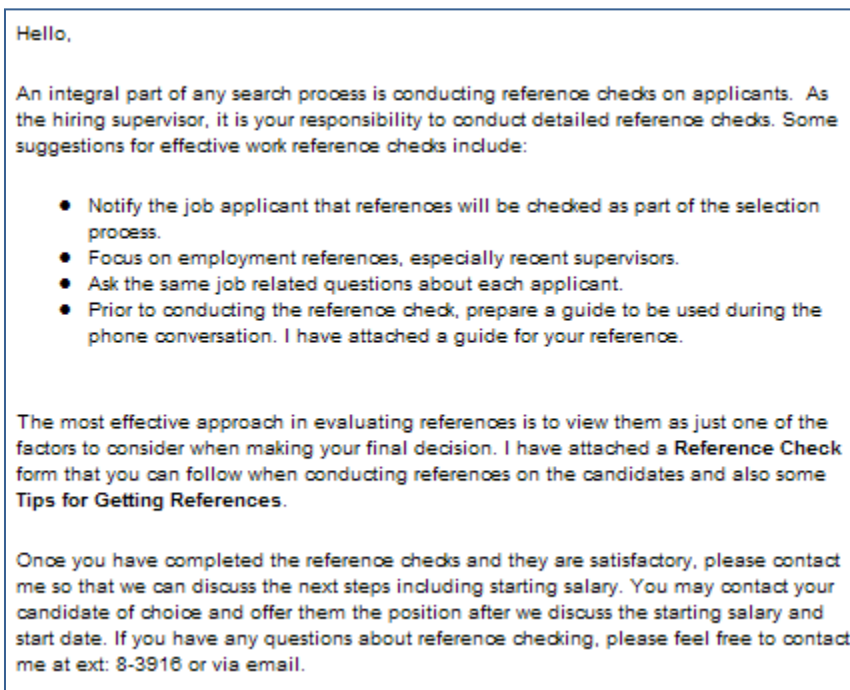 Hello,
An integral part of any search process is conducting reference checks on applicants.  As
the hiring supervisor, it is your responsibility to conduct detailed reference checks. Some
suggestions for effective work reference checks include:
● Notify the job applicant that references will be checked as part of the selection
process.
● Focus on employment references, especially recent supervisors.
● Ask the same job related questions about each applicant.
● Prior to conducting the reference check, prepare a guide to be used during the
phone conversation. I have attached a guide for your reference.
The most effective approach in evaluating references is to view them as just one of the
factors to consider when making your final decision. I have attached a Reference Check
form that you can follow when conducting references on the candidates and also some
Tips for Getting References.
Once you have completed the reference checks and they are satisfactory, please contact
me so that we can discuss the next steps including starting salary. You may contact your
candidate of choice and offer them the position after we discuss the starting salary and
start date. If you have any questions about reference checking, please feel free to contact
me at ext: 8-3916 or via email.